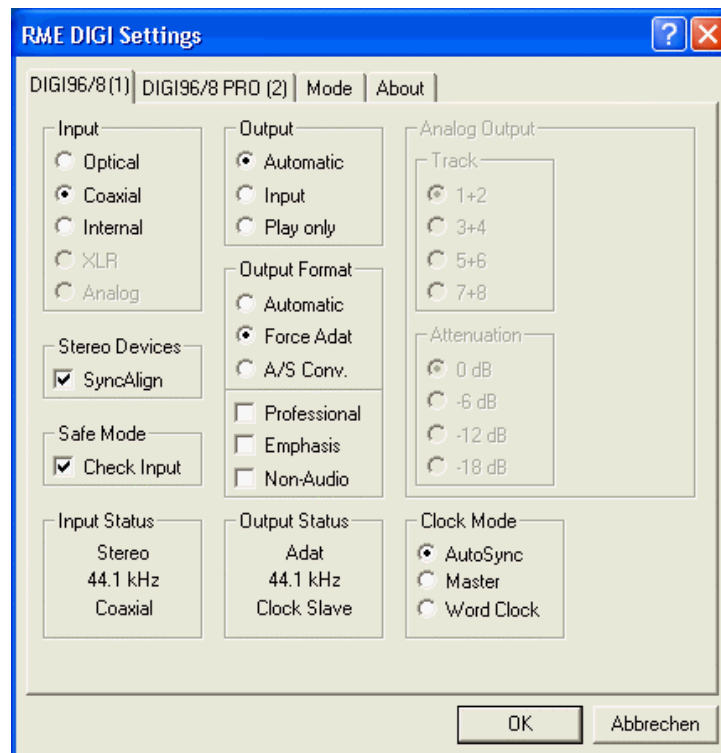 RME DIGI Settings
DIGI96/8 (1)
DIGI96/8 PRO (2)
Mode
About
Input
Optical
Coaxial
Internal
XLR
Analog
Stereo Devices
SyncAlign
Safe Mode
Check Input
Input Status
Stereo
44.1 kHz
Coaxial
Output
Automatic
Input
Play only
Output Format
Automatic
Force Adat
A/S Conv.
Professional
Emphasis
Non-Audio
Output Status
Adat
44.1 kHz
Clock Slave
Analog Output
Track
1+2
3+4
5+6
7+8
Attenuation
0 dB
-6 dB
-12 dB
-18 dB
Clock Mode
AutoSync
Master
Word Clock
OK
Abbrechen